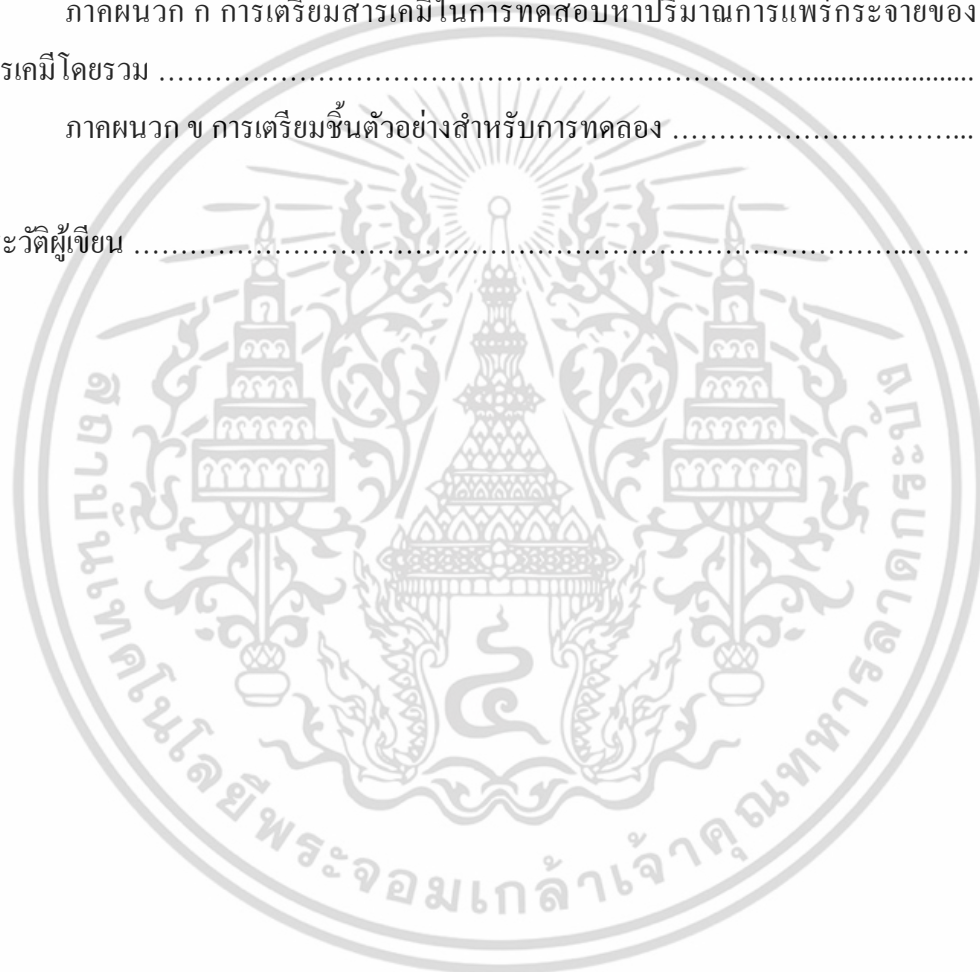 ภาคผนวก ก การเตรียมสารเคมีในการทดสอบหาปริมาณการแพร่กระจายของ
รเคมีโดยรวม ................................................................
ภาคผนวก ข การเตรียมชิ้นตัวอย่างสำหรับการทดลอง ................................
ะวัติผู้เขียน ................................................................
สถาบันเทคโนโลยีพระจอมเกล้าเจ้าคุณทหารลาดกระบัง
๔